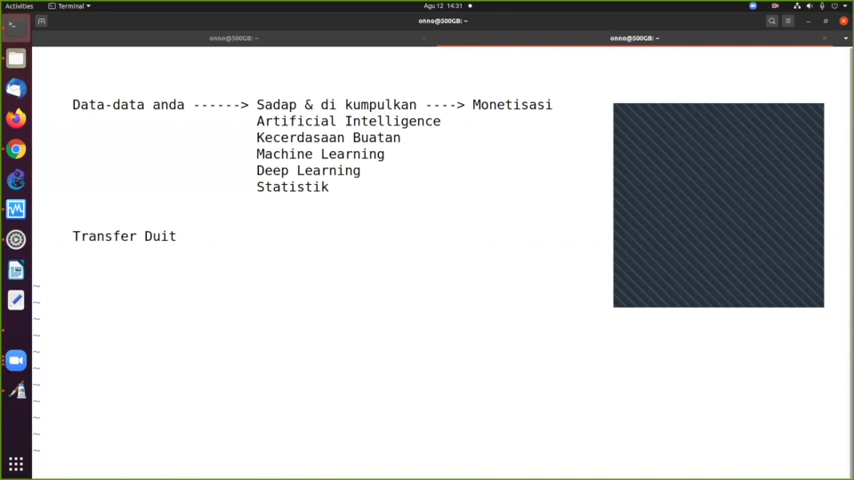 Activities Terminal Agu 12 14:31
onno@500GB: ~
onno@500GB: ~ onno@500GB: ~
Data-data anda ------> Sadap & di kumpulkan ----> Monetisasi
Artificial Intelligence
Kecerdasaan Buatan
Machine Learning
Deep Learning
Statistik
Transfer Duit
~
~
~
~
~
~
~
~
~
~
~